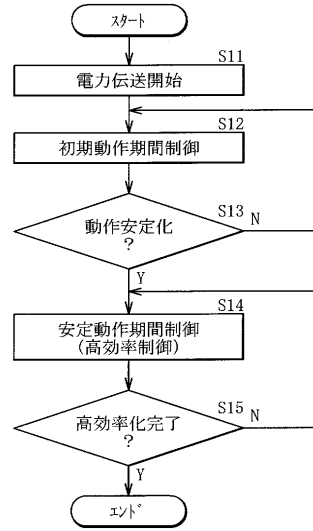 スタート
S11
電力伝送開始
S12
初期動作期間制御
S13
動作安定化
?
N
Y
S14
安定動作期間制御
(高効率制御)
S15
高効率化完了
?
N
Y
エンド